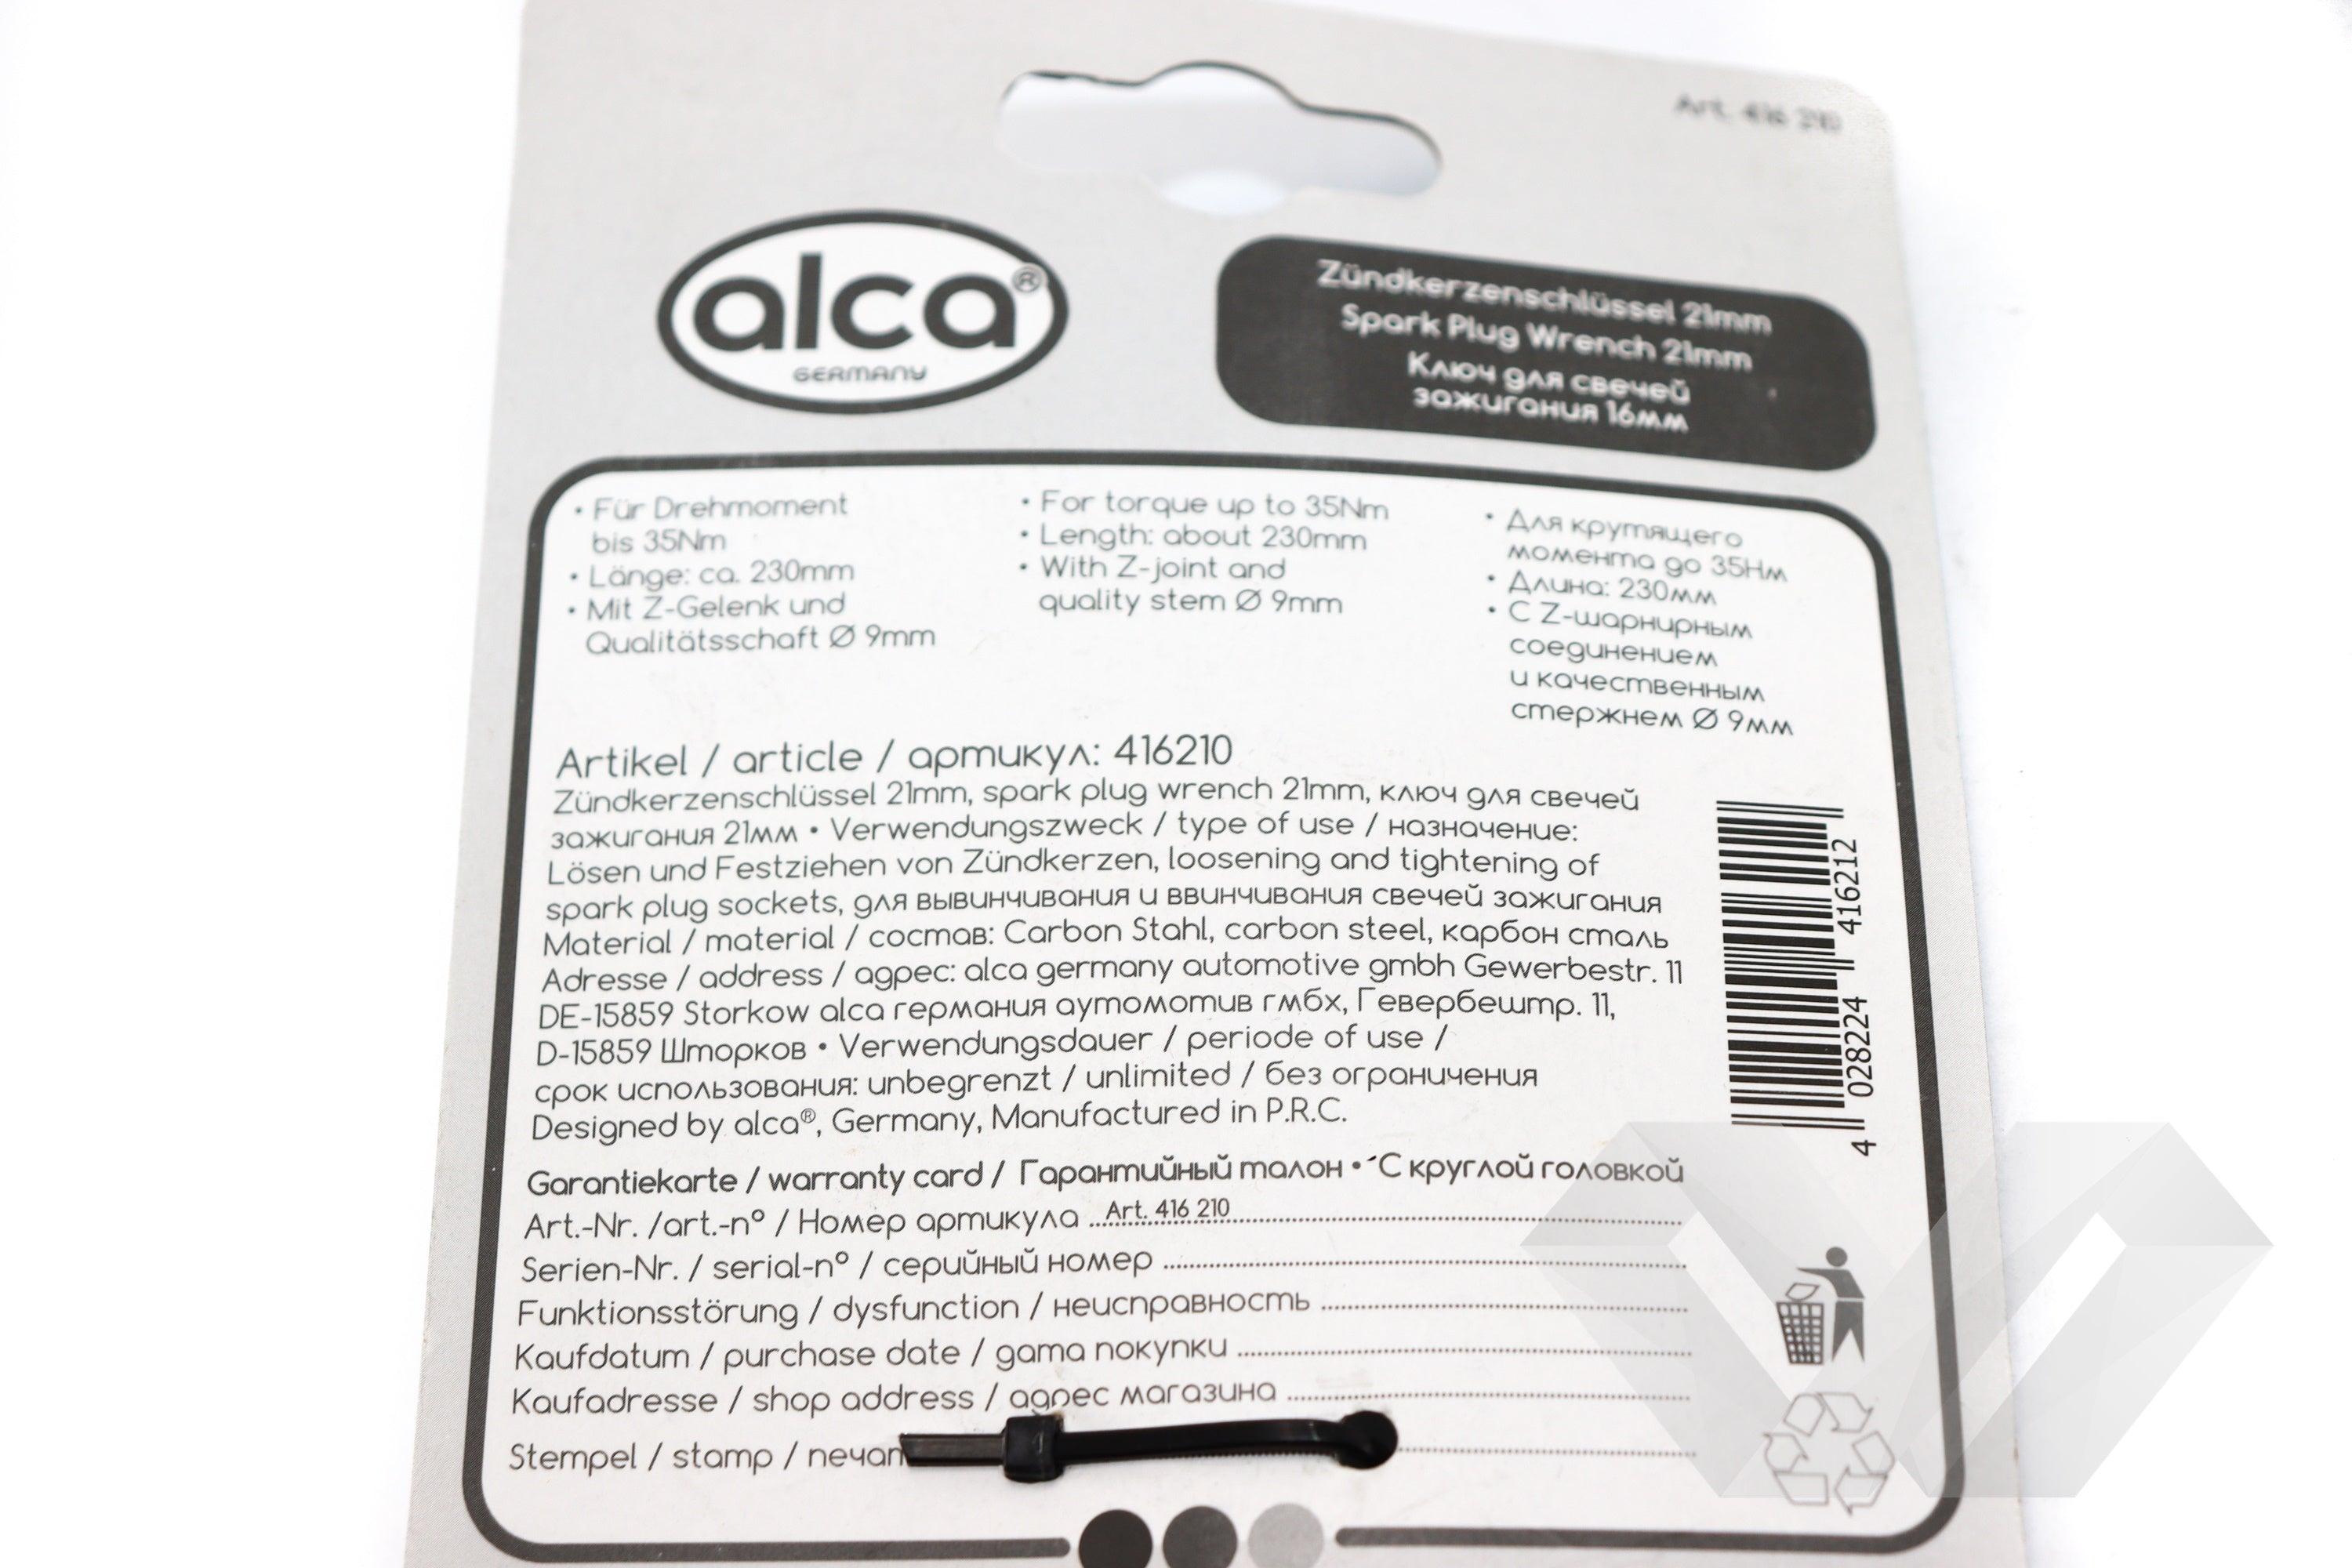 Art. 416 210
alca®
GERMANY
Zündkerzenschlüssel 21mm
Spark Plug Wrench 21mm
Ключ для свечей
зажигания 16мм
• Für Drehmoment
bis 35Nm
• Länge: ca. 230mm
• Mit Z-Gelenk und
Qualitätsschaft Ø 9mm
• For torque up to 35Nm
• Length: about 230mm
• With Z-joint and
quality stem Ø 9mm
• Для крутящего
момента до 35Нм
• Длина: 230мм
• С Z-шарнирным
соединением
и качественным
стержнем Ø 9мм
Artikel / article / артикул: 416210
Zündkerzenschlüssel 21mm, spark plug wrench 21mm, ключ для свечей
зажигания 21мм • Verwendungszweck / type of use / назначение:
Lösen und Festziehen von Zündkerzen, loosening and tightening of
spark plug sockets, для вывинчивания и ввинчивания свечей зажигания
Material / material / состав: Carbon Stahl, carbon steel, карбон сталь
Adresse / address / адрес: alca germany automotive gmbh Gewerbestr. 11
DE-15859 Storkow alca германия аутомотив гмбх, Гевербештр. 11,
D-15859 Шторков • Verwendungsdauer / periode of use /
срок использования: unbegrenzt / unlimited / без ограничения
Designed by alca®, Germany, Manufactured in P.R.C.
Garantiekarte / warranty card / Гарантийный талон •´С круглой головкой
Art.-Nr. /art.-n° / Номер артикула Art. 416 210
Serien-Nr. / serial-n° / серийный номер
Funktionsstörung / dysfunction / неисправность
Kaufdatum / purchase date / дата покупки
Kaufadresse / shop address / адрес магазина
Stempel / stamp / печат
4 028224 416212